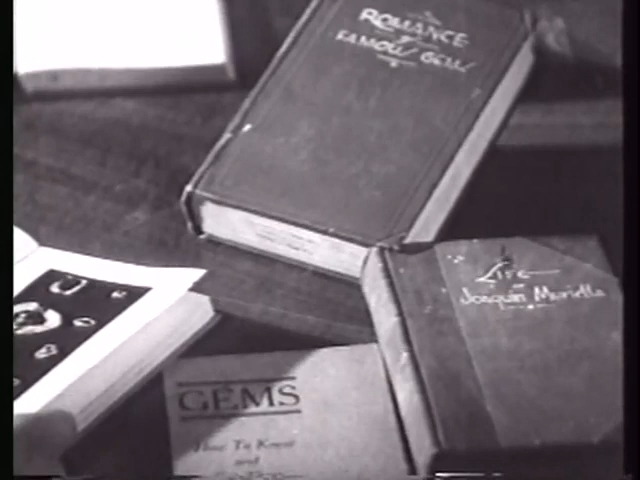 ROMANCE
of
FAMOUS GEMS
LIFE
OF
Joaquin Murietta
GEMS
How To Know
and